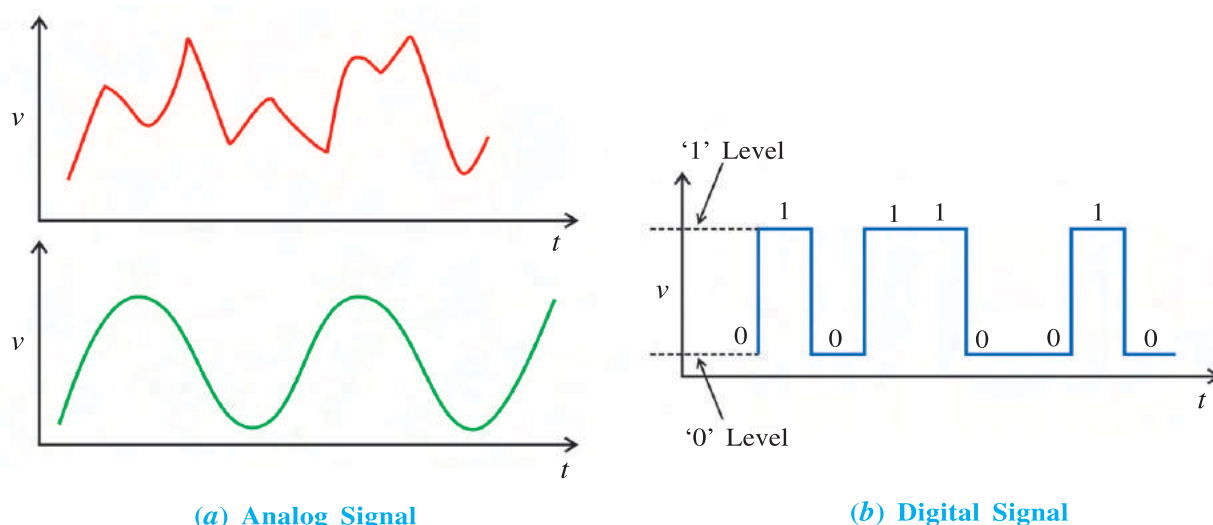 v
t
v
t
(a) Analog Signal
‘1’ Level
1 1 1 1
v
0 0 0 0 0
t
‘0’ Level
(b) Digital Signal